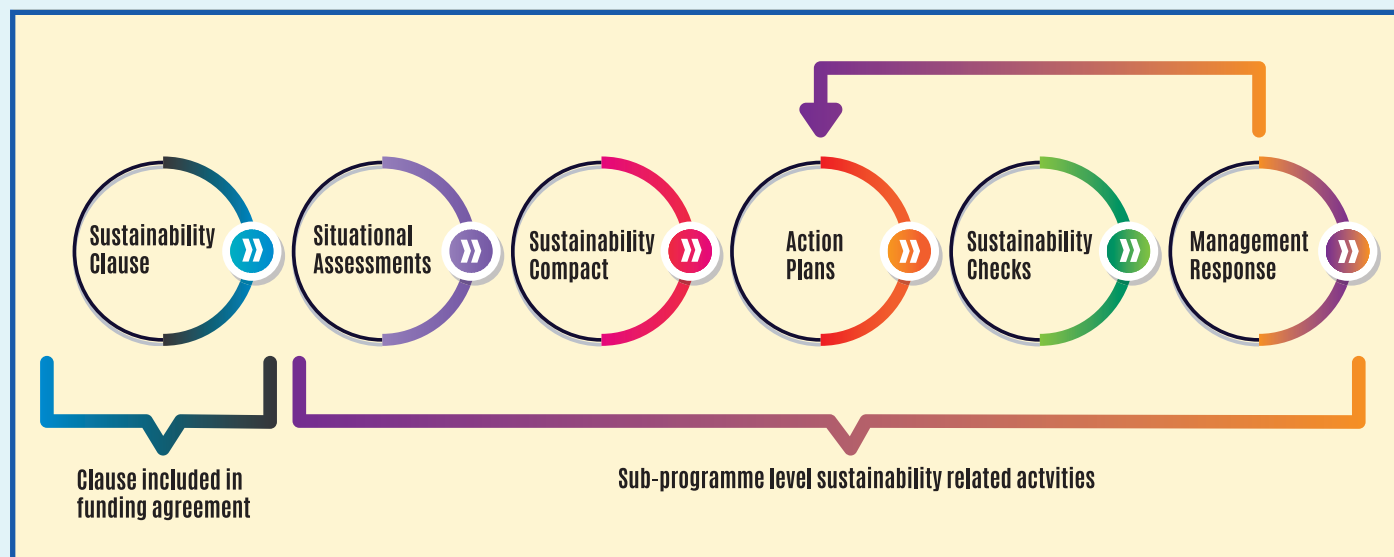 Sustainability
Clause
Situational
Assessments
Sustainability
Compact
Action
Plans
Sustainability
Checks
Management
Response
Clause included in
funding agreement
Sub-programme level sustainability related actvities